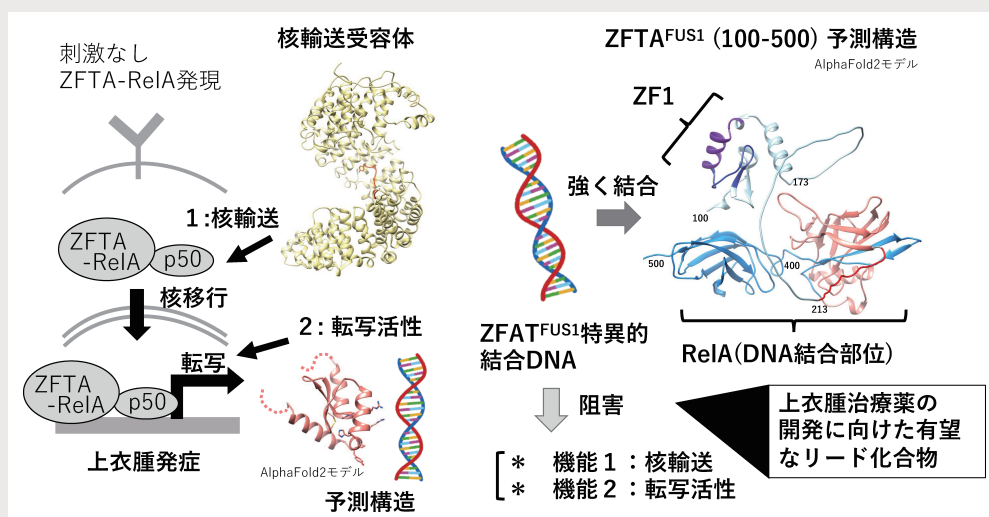 刺激なし
ZFTA-RelA発現
核輸送受容体
1:核輸送
ZFTA
-RelA
p50
核移行
2：転写活性
転写
ZFTA
-RelA
p50
上衣腫発症
AlphaFold2モデル
予測構造
ZFTAFUS1 (100-500) 予測構造
AlphaFold2モデル
ZF1
強く結合
173
100
500
400
213
ZFATFUS1特異的
結合DNA
RelA(DNA結合部位)
阻害
上衣腫治療薬の
開発に向けた有望
なリード化合物
＊ 機能1：核輸送
＊ 機能2：転写活性